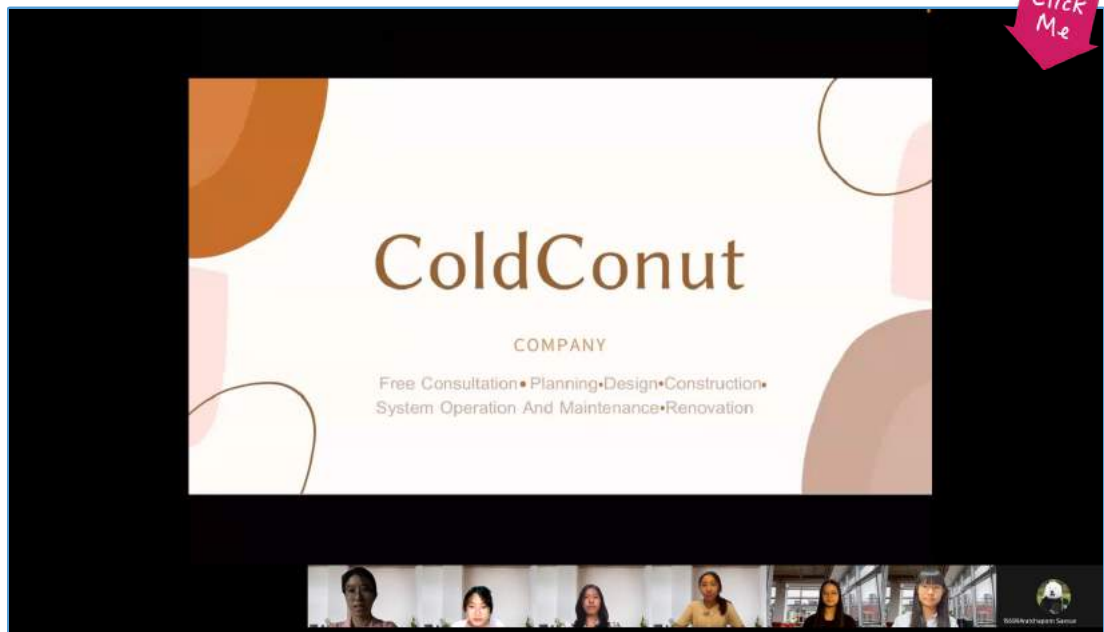 Click
Me
ColdConut
COMPANY
Free Consultation• Planning•Design•Construction•
System Operation And Maintenance•Renovation